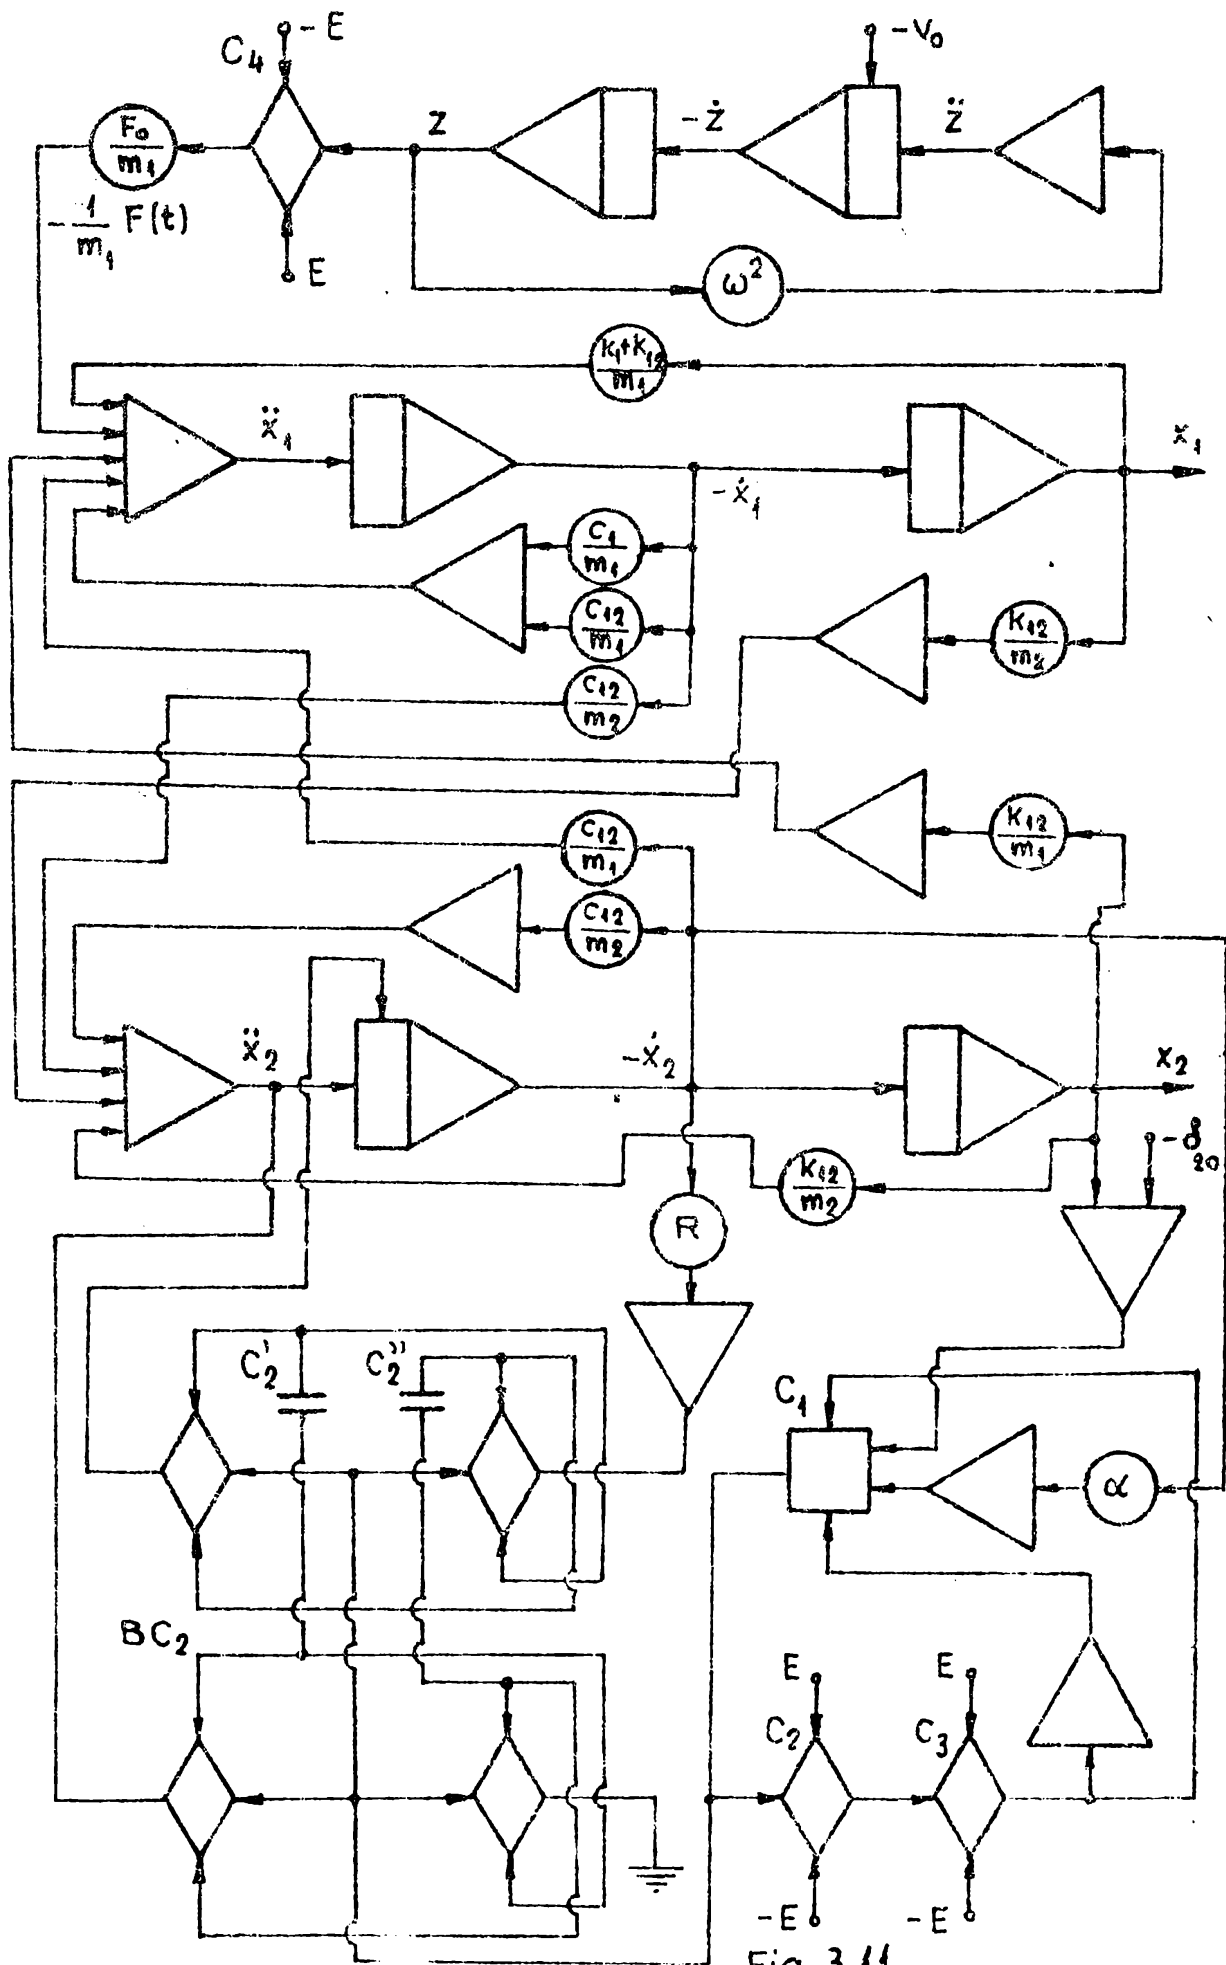 -E
C₄
-V₀
F₀/m₁
Z
-Ż
Z̈
-1/m₁ F(t)
E
ω²
K₁+K₁₂/m₁
ẍ₁
x₁
-ẋ₁
C₁/m₁
C₁₂/m₁
K₁₂/m₂
C₁₂/m₂
C₁₂/m₁
K₁₂/m₁
C₁₂/m₂
ẍ₂
-ẋ₂
x₂
-δ₂₀
K₁₂/m₂
R
C₂'
C₂''
C₁
α
BC₂
E
E
C₂
C₃
-E
-E
Fig. 3.11